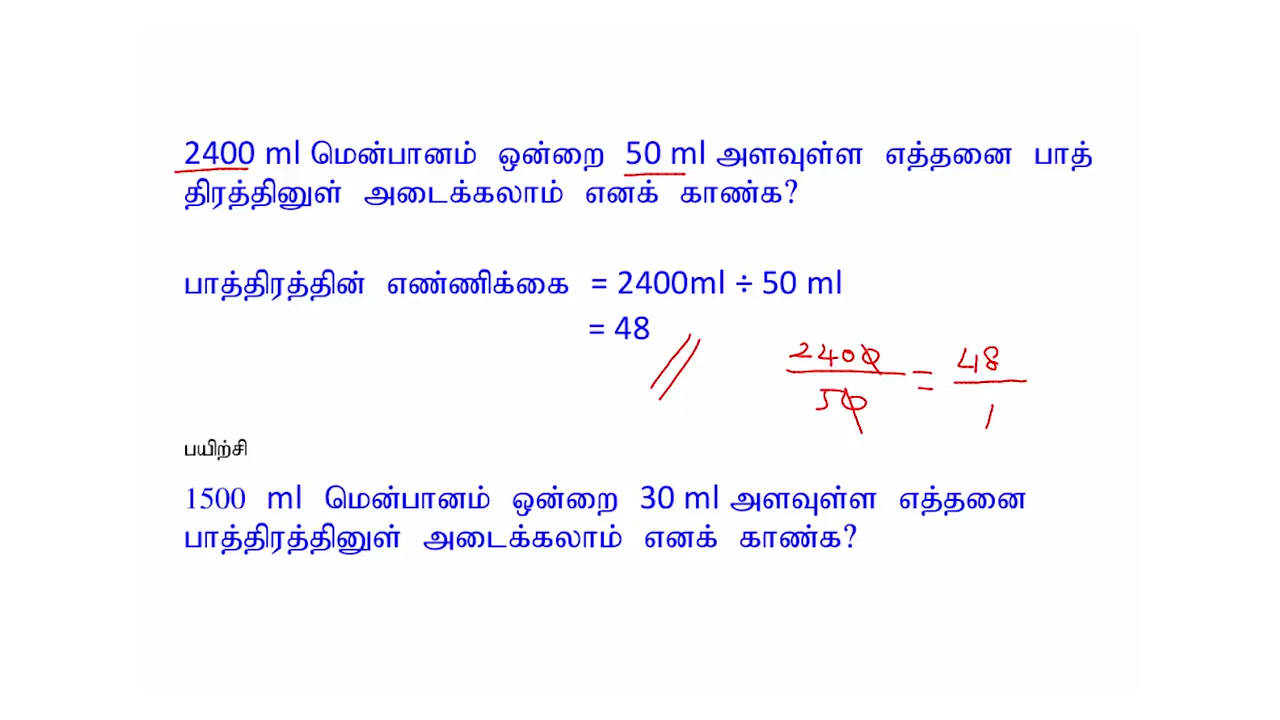 2400 ml மென்பானம் ஒன்றை 50 ml அளவுள்ள எத்தனை பாத்
திரத்தினுள் அடைக்கலாம் எனக் காண்க?
பாத்திரத்தின் எண்ணிக்கை = 2400ml ÷ 50 ml
= 48
2400/50 = 48/1
பயிற்சி
1500 ml மென்பானம் ஒன்றை 30 ml அளவுள்ள எத்தனை
பாத்திரத்தினுள் அடைக்கலாம் எனக் காண்க?